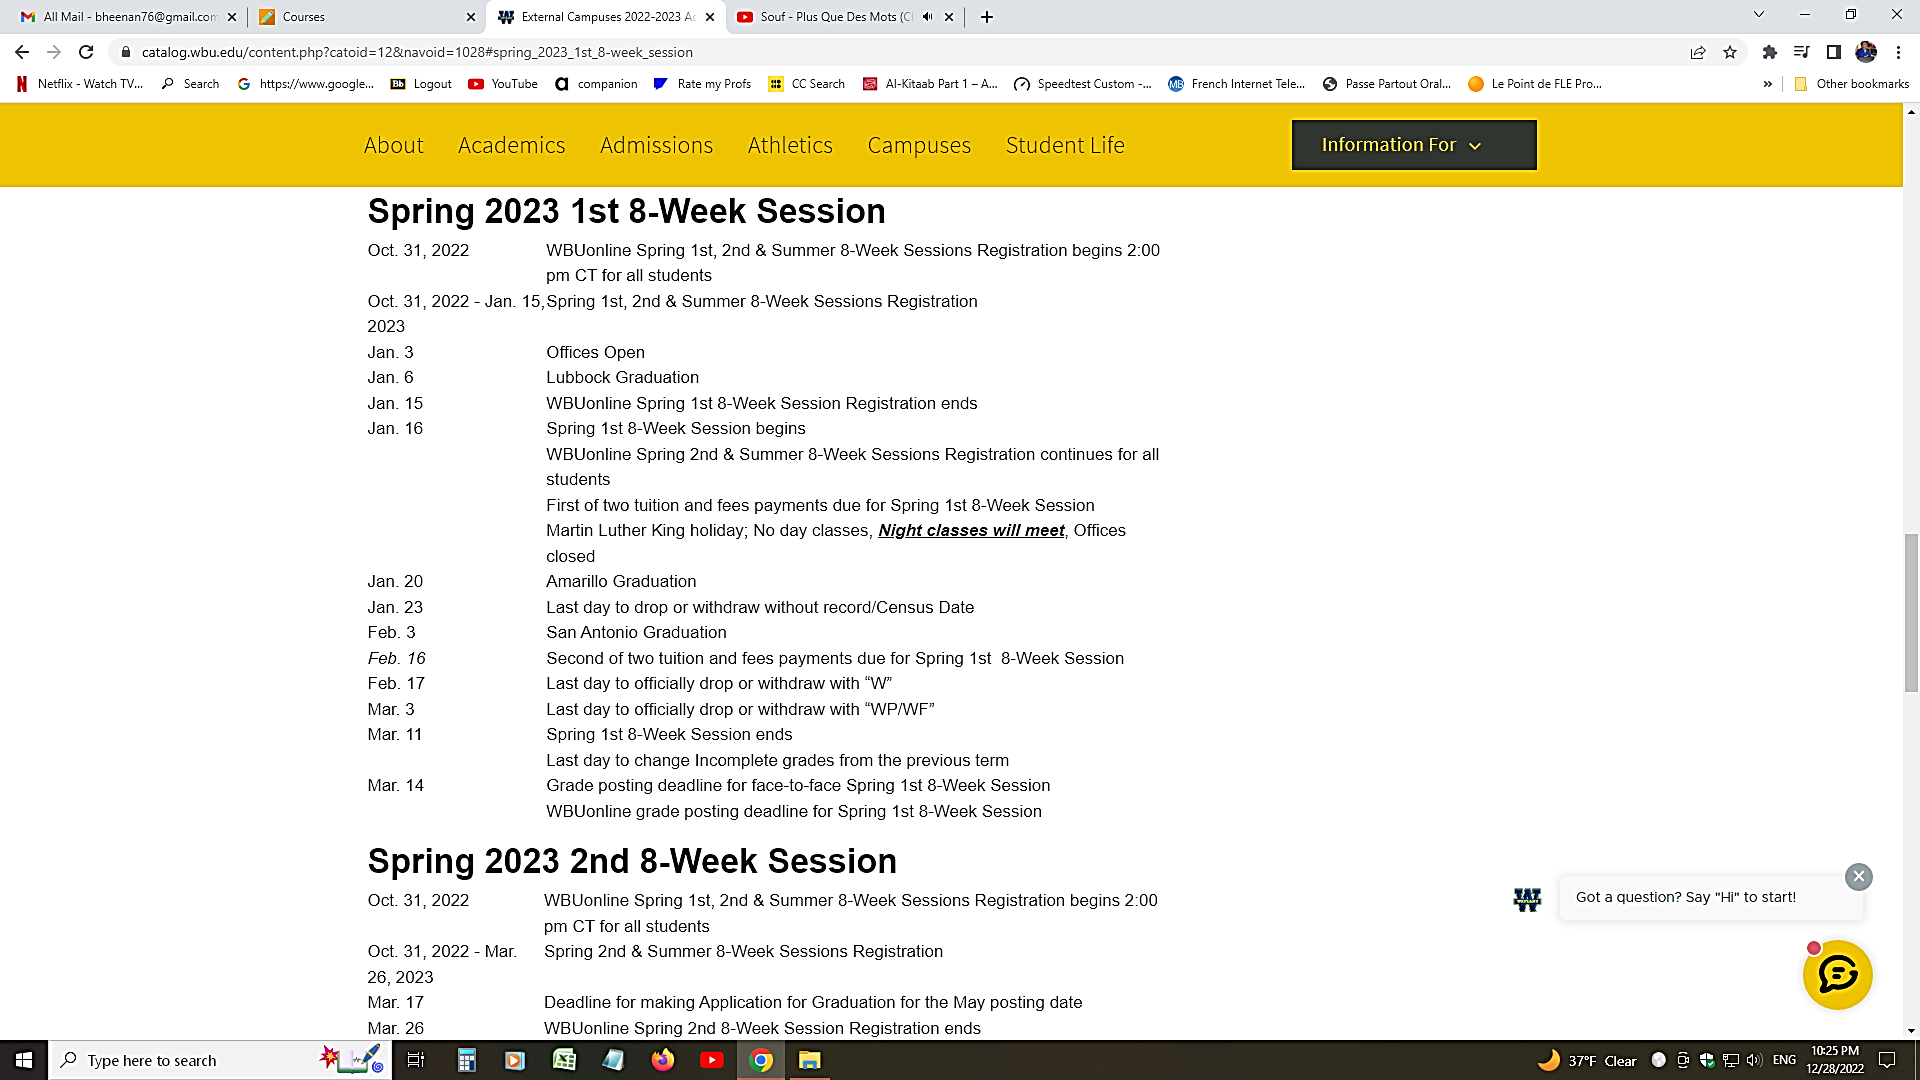 All Mail - bheenan76@gmail.com
Courses
External Campuses 2022-2023 Ac
Souf - Plus Que Des Mots (Cl
catalog.wbu.edu/content.php?catoid=12&navoid=1028#spring_2023_1st_8-week_session
Netflix - Watch TV...
Search
https://www.google...
Bb Logout
YouTube
a companion
Rate my Profs
CC Search
Al-Kitaab Part 1 – A...
Speedtest Custom -...
MB French Internet Tele...
Passe Partout Oral...
Le Point de FLE Pro...
»
Other bookmarks
About
Academics
Admissions
Athletics
Campuses
Student Life
Information For
Spring 2023 1st 8-Week Session
Oct. 31, 2022 WBUonline Spring 1st, 2nd & Summer 8-Week Sessions Registration begins 2:00
pm CT for all students
Oct. 31, 2022 - Jan. 15, Spring 1st, 2nd & Summer 8-Week Sessions Registration
2023
Jan. 3 Offices Open
Jan. 6 Lubbock Graduation
Jan. 15 WBUonline Spring 1st 8-Week Session Registration ends
Jan. 16 Spring 1st 8-Week Session begins
WBUonline Spring 2nd & Summer 8-Week Sessions Registration continues for all
students
First of two tuition and fees payments due for Spring 1st 8-Week Session
Martin Luther King holiday; No day classes, Night classes will meet, Offices
closed
Jan. 20 Amarillo Graduation
Jan. 23 Last day to drop or withdraw without record/Census Date
Feb. 3 San Antonio Graduation
Feb. 16 Second of two tuition and fees payments due for Spring 1st 8-Week Session
Feb. 17 Last day to officially drop or withdraw with “W”
Mar. 3 Last day to officially drop or withdraw with “WP/WF”
Mar. 11 Spring 1st 8-Week Session ends
Last day to change Incomplete grades from the previous term
Mar. 14 Grade posting deadline for face-to-face Spring 1st 8-Week Session
WBUonline grade posting deadline for Spring 1st 8-Week Session
Spring 2023 2nd 8-Week Session
Oct. 31, 2022 WBUonline Spring 1st, 2nd & Summer 8-Week Sessions Registration begins 2:00
pm CT for all students
Oct. 31, 2022 - Mar. Spring 2nd & Summer 8-Week Sessions Registration
26, 2023
Mar. 17 Deadline for making Application for Graduation for the May posting date
Mar. 26 WBUonline Spring 2nd 8-Week Session Registration ends
Got a question? Say "Hi" to start!
Type here to search
37°F Clear
ENG
10:25 PM
12/28/2022